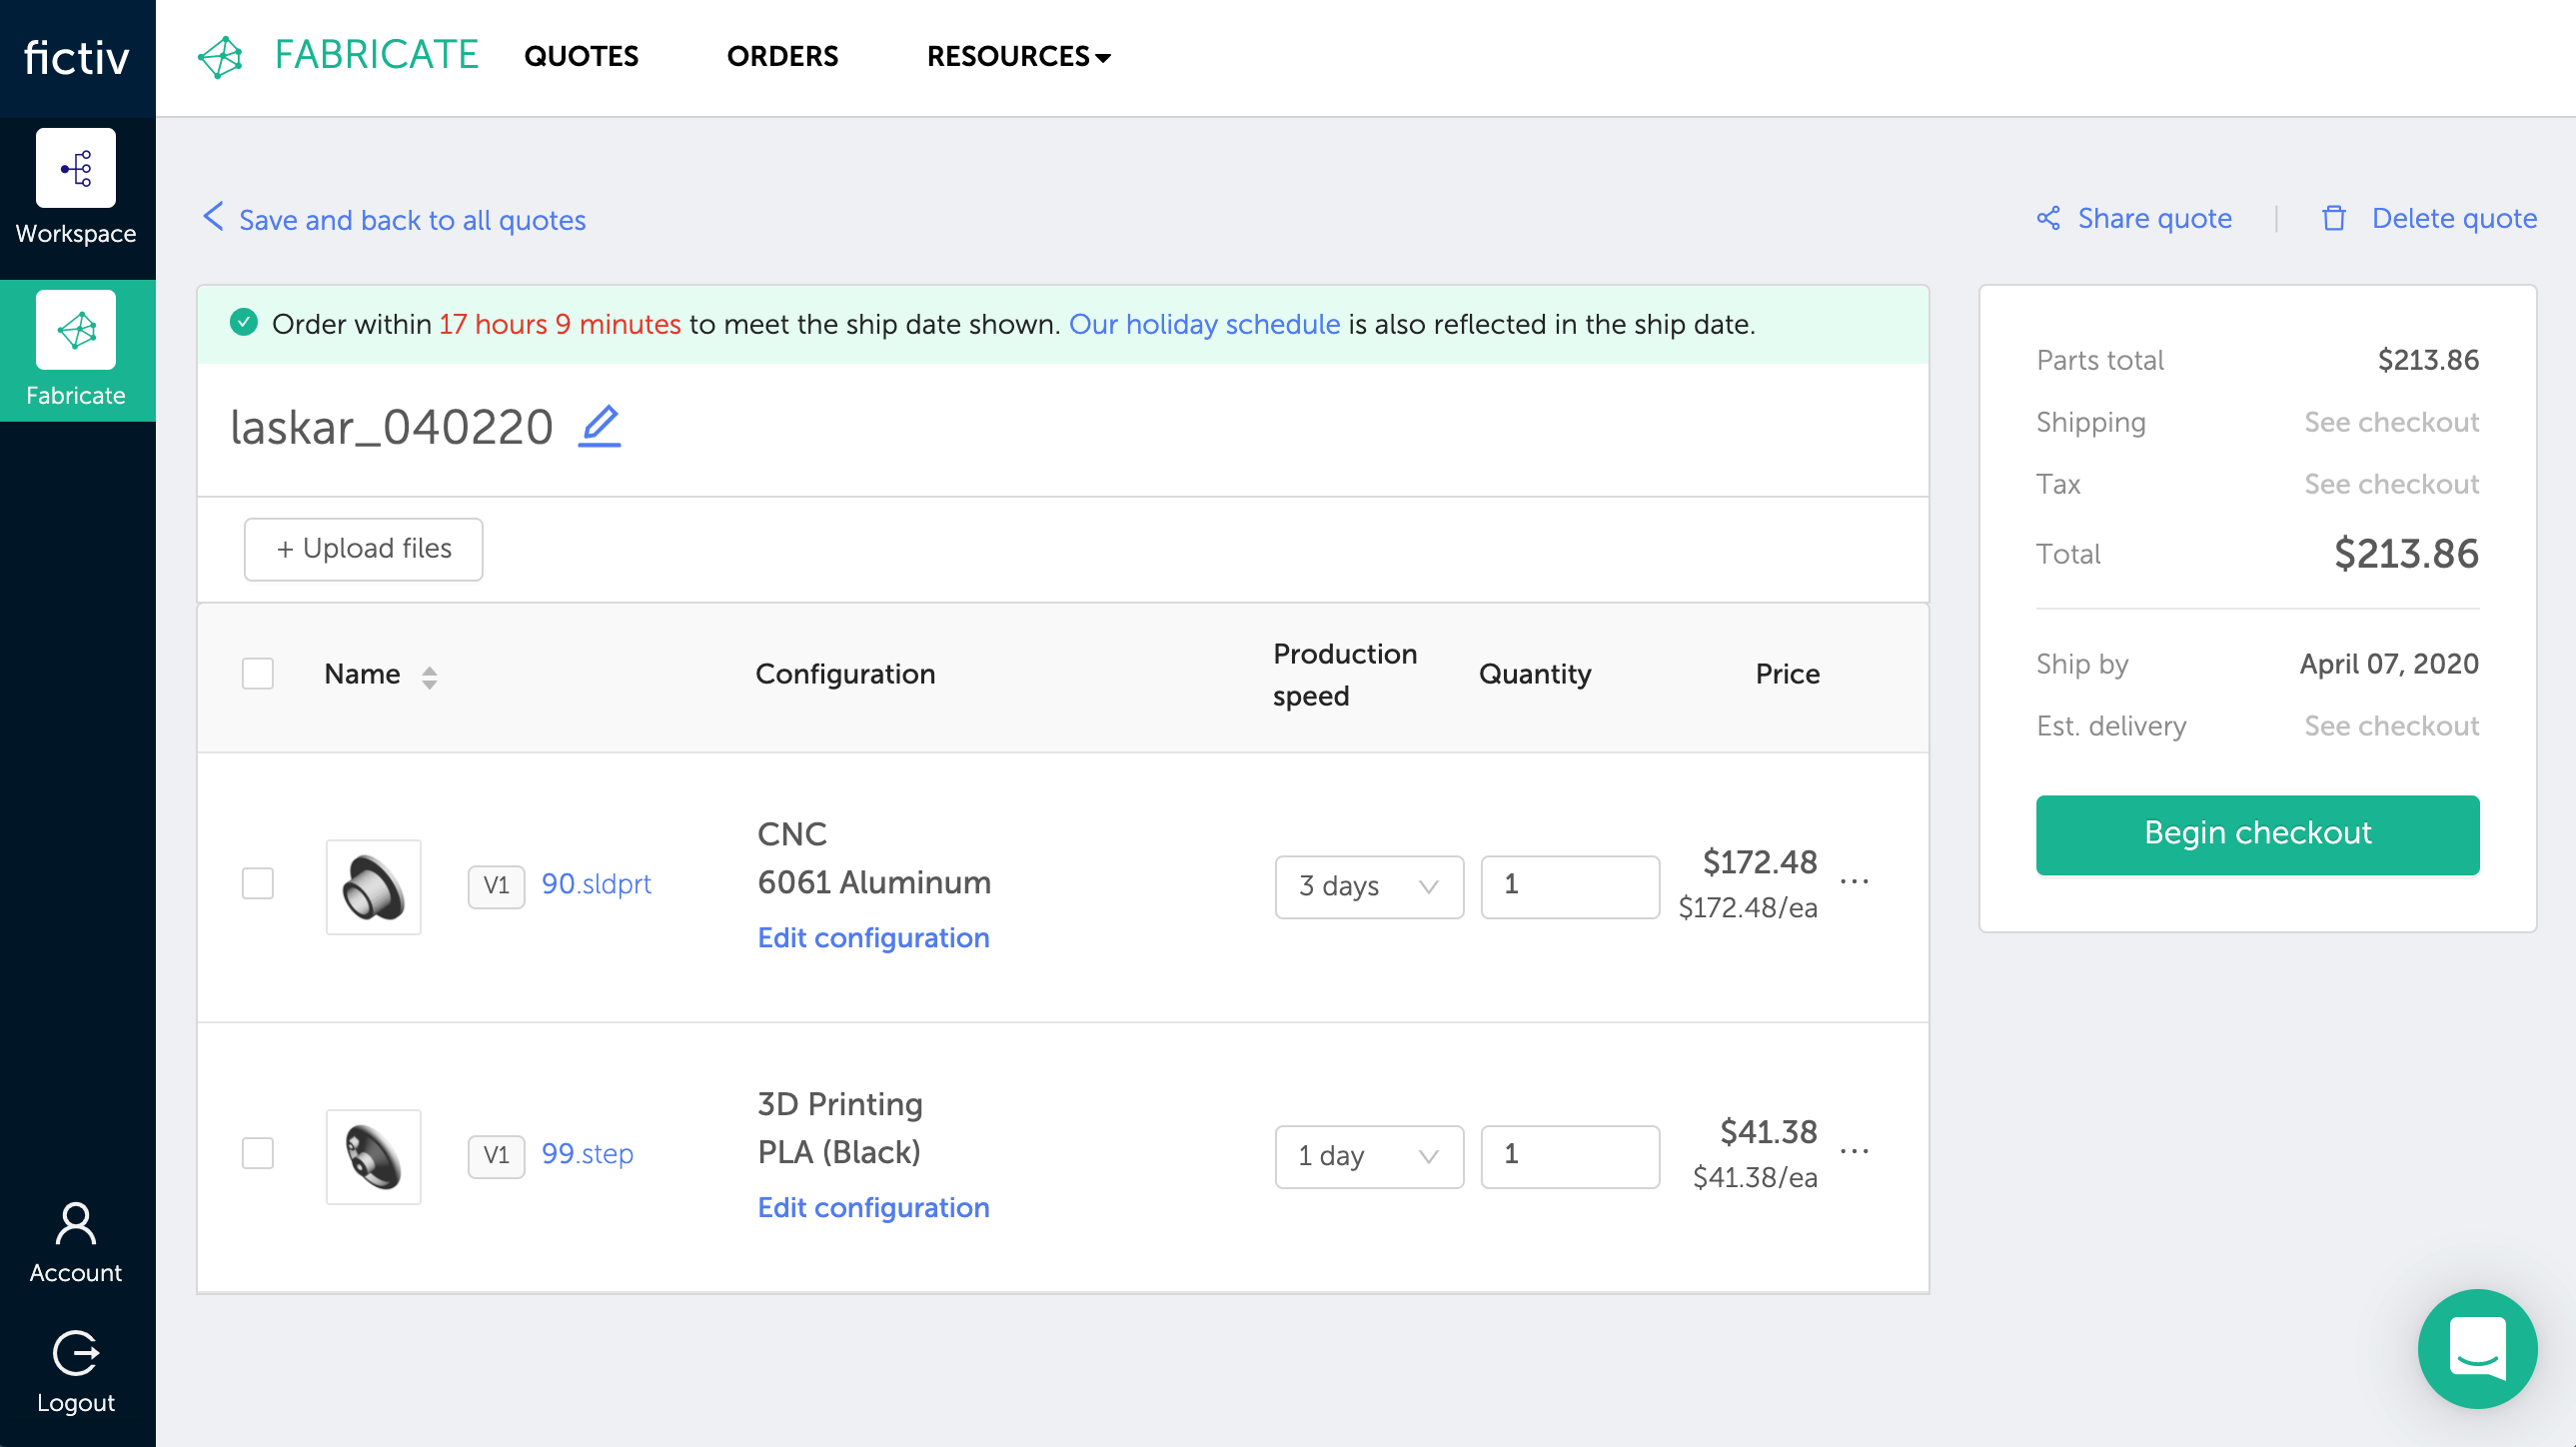 fictiv
FABRICATE QUOTES ORDERS RESOURCES
Workspace
Fabricate
Save and back to all quotes
Share quote | Delete quote
Order within 17 hours 9 minutes to meet the ship date shown. Our holiday schedule is also reflected in the ship date.
laskar_040220
+ Upload files
Name Configuration Production speed Quantity Price
V1 90.sldprt
CNC
6061 Aluminum
Edit configuration
3 days
1
$172.48
$172.48/ea
...
V1 99.step
3D Printing
PLA (Black)
Edit configuration
1 day
1
$41.38
$41.38/ea
...
Parts total $213.86
Shipping See checkout
Tax See checkout
Total $213.86
Ship by April 07, 2020
Est. delivery See checkout
Begin checkout
Account
Logout